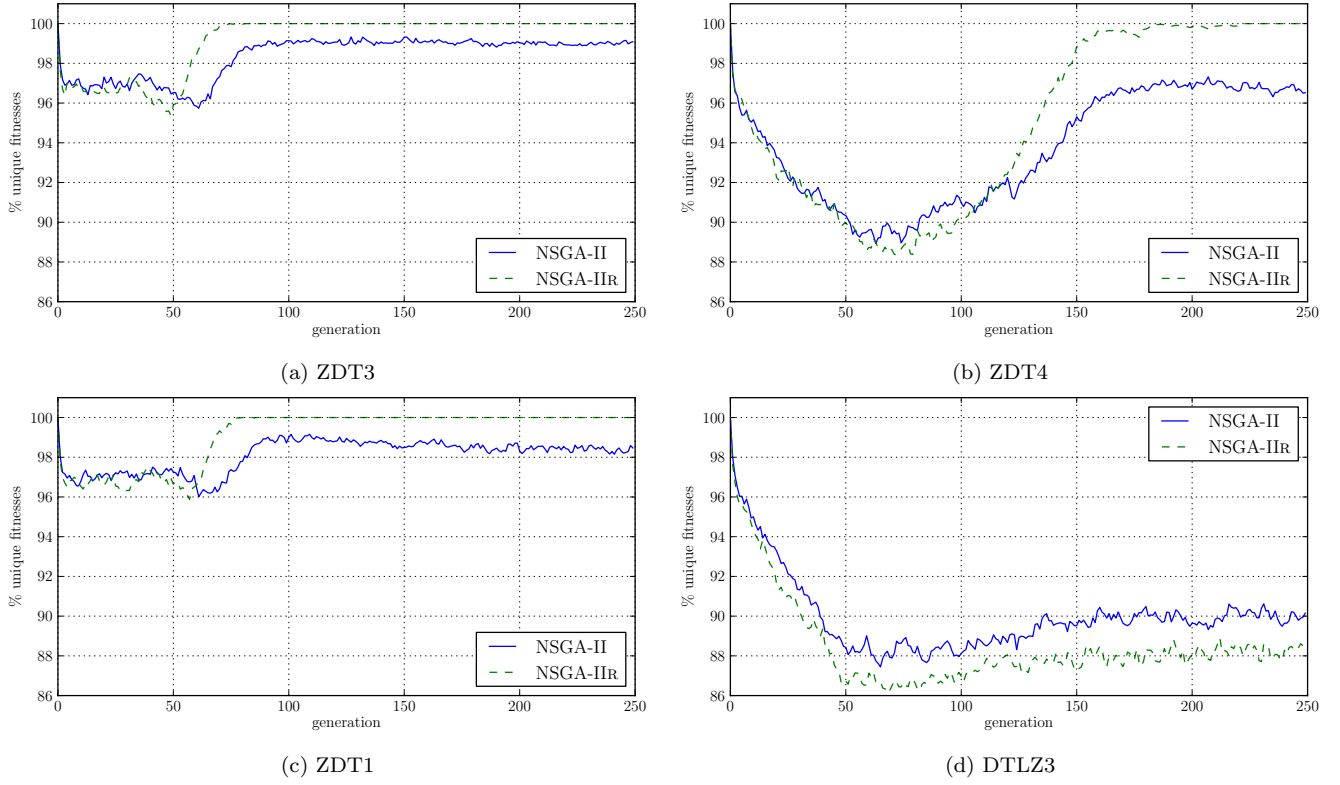 100
98
96
94
92
90
88
86
% unique fitnesses
NSGA-II
NSGA-IIR
0 50 100 150 200 250
generation
(a) ZDT3
100
98
96
94
92
90
88
86
% unique fitnesses
NSGA-II
NSGA-IIR
0 50 100 150 200 250
generation
(b) ZDT4
100
98
96
94
92
90
88
86
% unique fitnesses
NSGA-II
NSGA-IIR
0 50 100 150 200 250
generation
(c) ZDT1
100
98
96
94
92
90
88
86
% unique fitnesses
NSGA-II
NSGA-IIR
0 50 100 150 200 250
generation
(d) DTLZ3